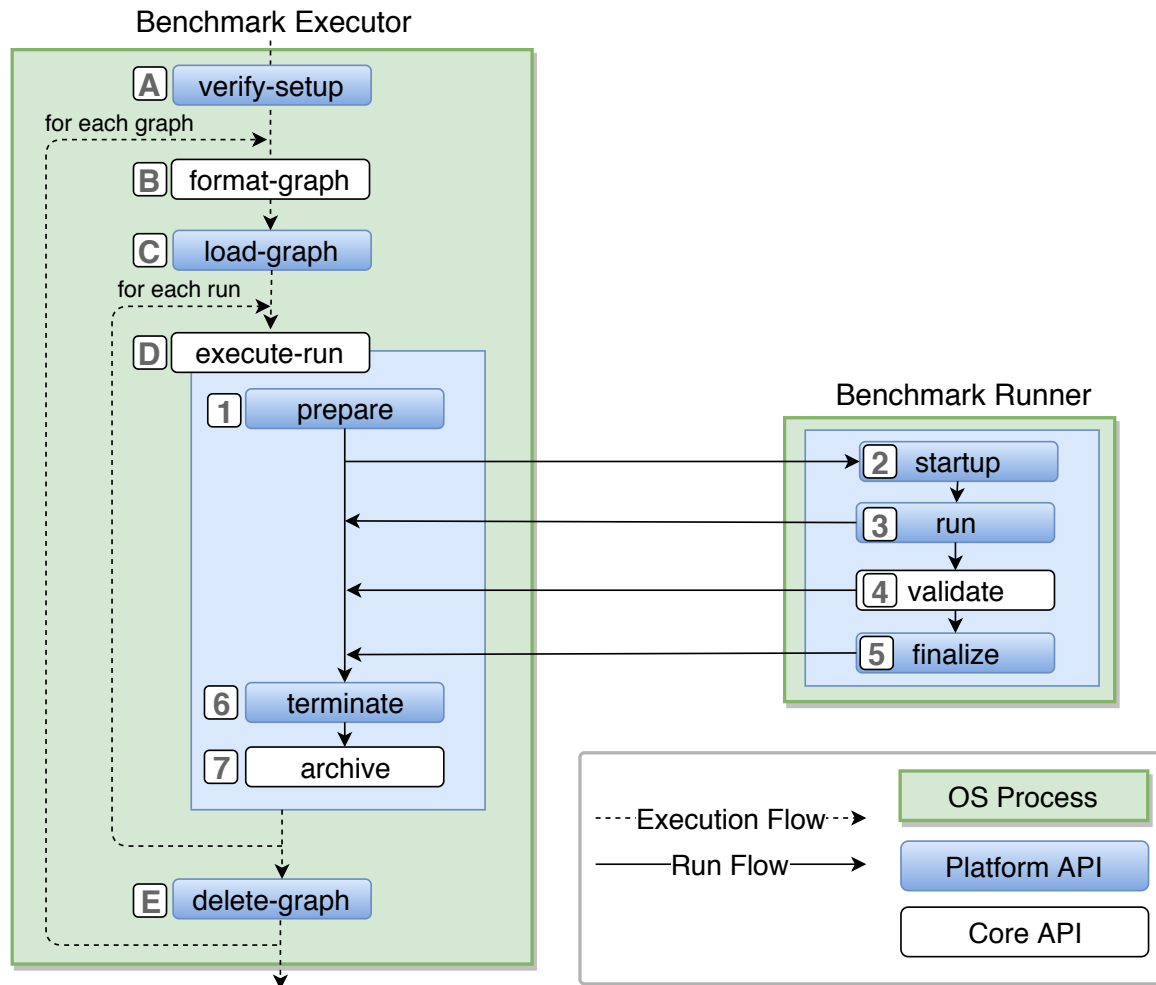 Benchmark Executor
A verify-setup
for each graph
B format-graph
C load-graph
for each run
D execute-run
1 prepare
Benchmark Runner
2 startup
3 run
4 validate
5 finalize
6 terminate
7 archive
E delete-graph
Execution Flow
Run Flow
OS Process
Platform API
Core API